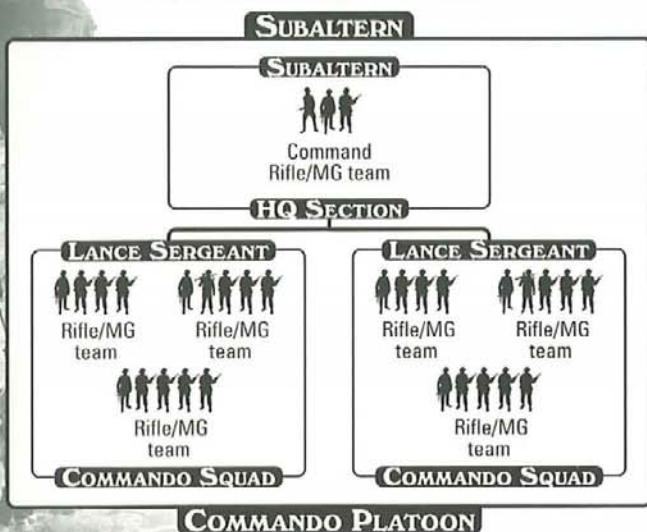 SUBALTERN
SUBALTERN
Command
Rifle/MG team
HQ SECTION
LANCE SERGEANT
Rifle/MG
team
Rifle/MG
team
Rifle/MG
team
COMMANDO SQUAD
LANCE SERGEANT
Rifle/MG
team
Rifle/MG
team
Rifle/MG
team
COMMANDO SQUAD
COMMANDO PLATOON